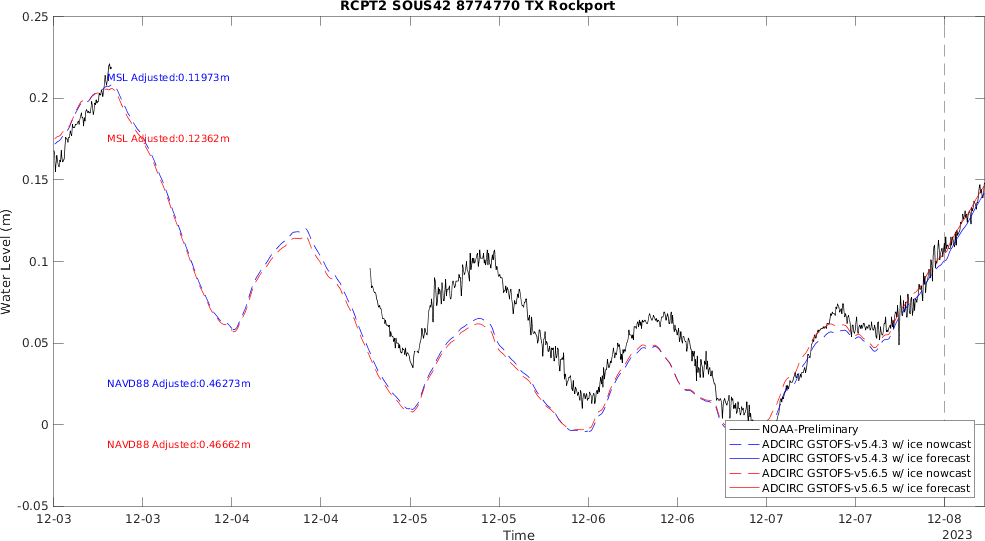 RCPT2 SOUS42 8774770 TX Rockport
0.25
0.2
0.15
0.1
0.05
0
-0.05
Water Level (m)
MSL Adjusted:0.11973m
MSL Adjusted:0.12362m
NAVD88 Adjusted:0.46273m
NAVD88 Adjusted:0.46662m
NOAA-Preliminary
ADCIRC GSTOFS-v5.4.3 w/ ice nowcast
ADCIRC GSTOFS-v5.4.3 w/ ice forecast
ADCIRC GSTOFS-v5.6.5 w/ ice nowcast
ADCIRC GSTOFS-v5.6.5 w/ ice forecast
12-03 12-03 12-04 12-04 12-05 12-05 12-06 12-06 12-07 12-07 12-08
Time
2023